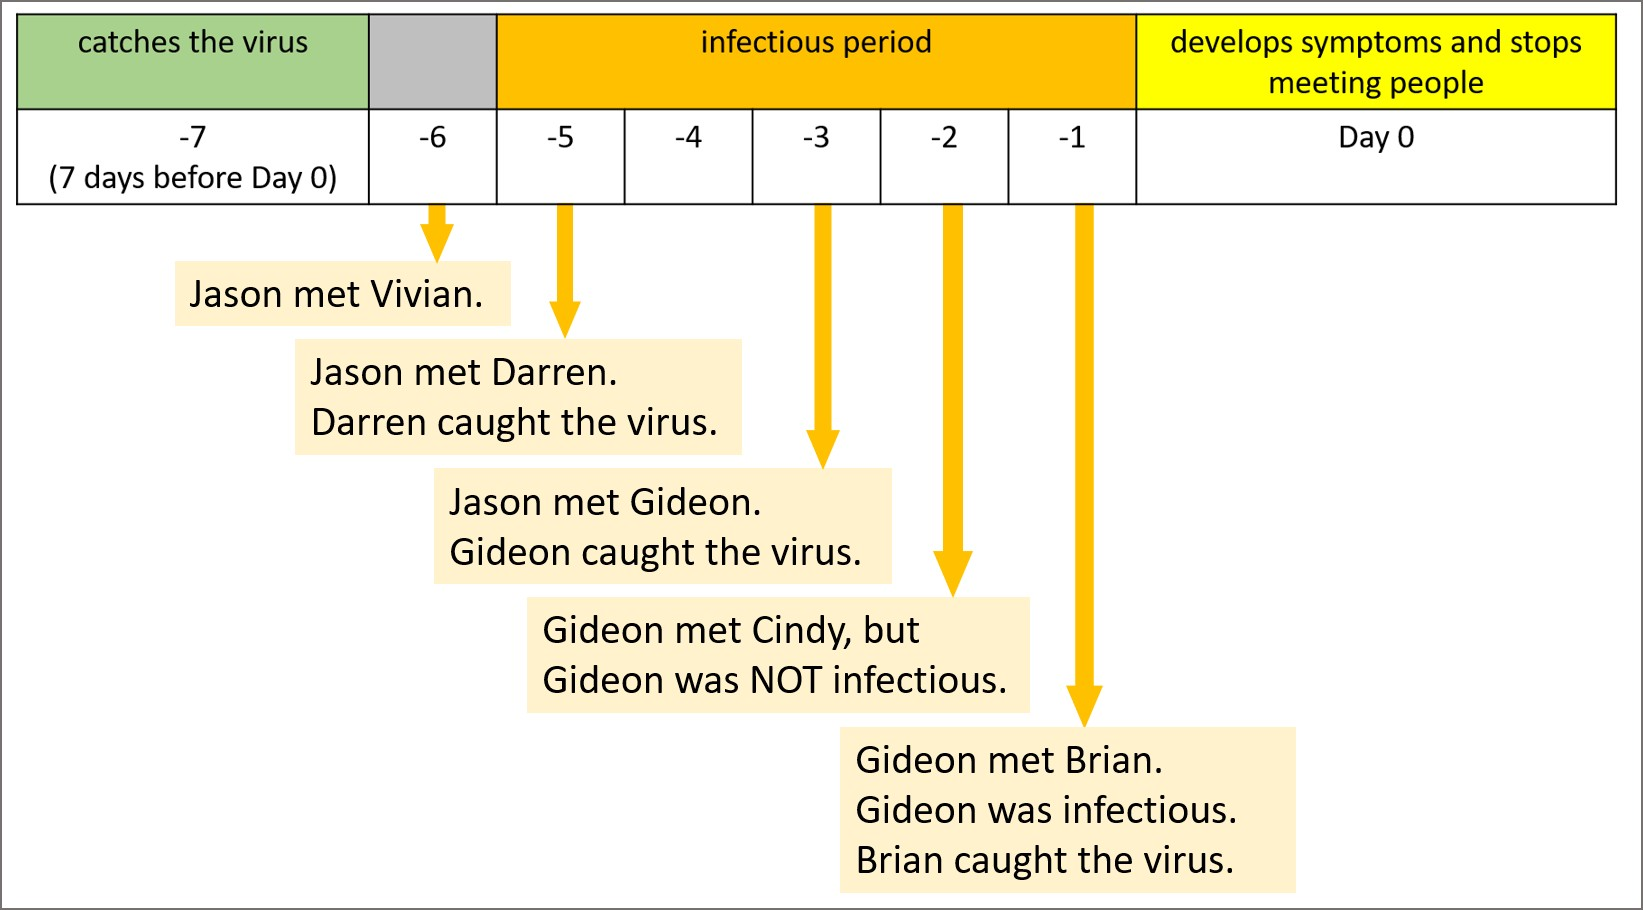 catches the virus
infectious period
develops symptoms and stops
meeting people
-7
(7 days before Day 0)
-6
-5
-4
-3
-2
-1
Day 0
Jason met Vivian.
Jason met Darren.
Darren caught the virus.
Jason met Gideon.
Gideon caught the virus.
Gideon met Cindy, but
Gideon was NOT infectious.
Gideon met Brian.
Gideon was infectious.
Brian caught the virus.